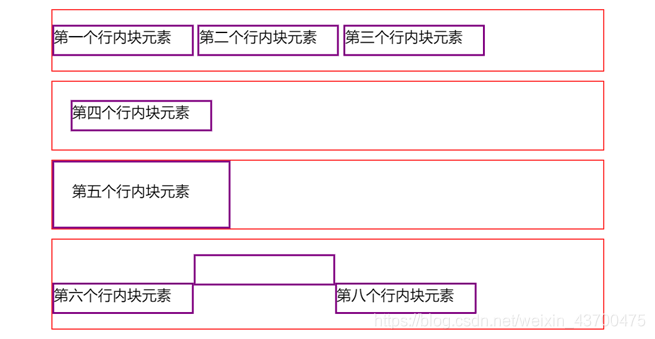 第一个行内块元素 第二个行内块元素 第三个行内块元素
第四个行内块元素
第五个行内块元素
第六个行内块元素 第八个行内块元素
https://blog.csdn.net/weixin_43790475